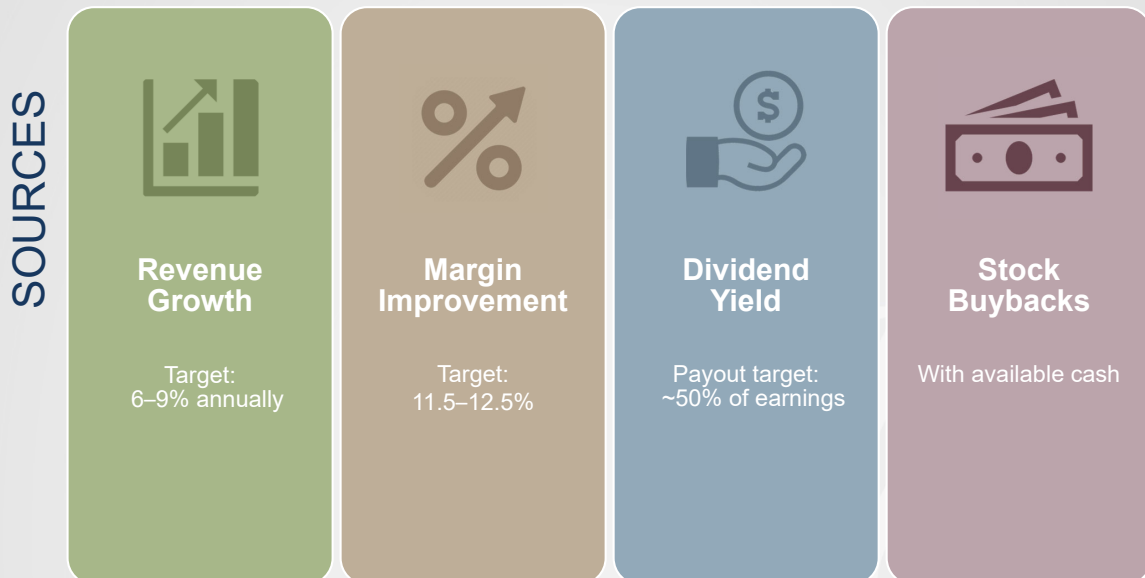 SOURCES
Revenue
Growth
Target:
6–9% annually
Margin
Improvement
Target:
11.5–12.5%
Dividend
Yield
Payout target:
~50% of earnings
Stock
Buybacks
With available cash